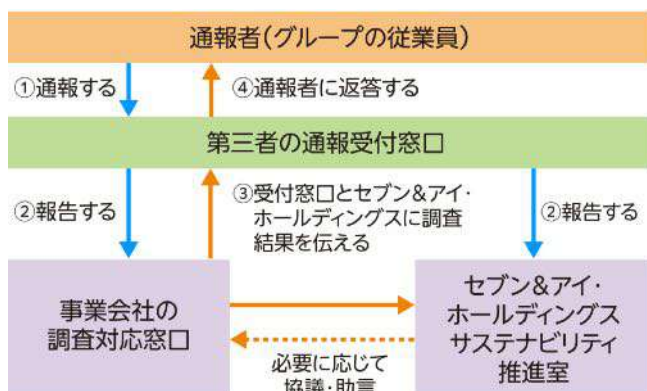 通報者(グループの従業員)
①通報する
④通報者に返答する
第三者の通報受付窓口
②報告する
③受付窓口とセブン&アイ・
ホールディングスに調査
結果を伝える
②報告する
事業会社の
調査対応窓口
セブン&アイ・
ホールディングス
サステナビリティ
推進室
必要に応じて
協議・助言